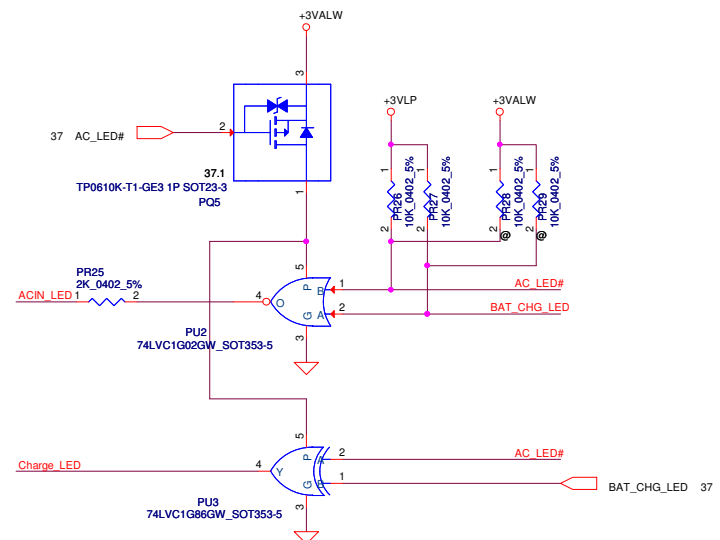 +3VALW
3
37 AC_LED#
2
37.1
TP0610K-T1-GE3 1P SOT23-3
PQ5
1
+3VLP
+3VALW
1
1
1
1
PR26
10K_0402_5%
PR27
10K_0402_5%
PR28
10K_0402_5%
PR29
10K_0402_5%
2
2
2
2
@
@
PR25
2K_0402_5%
ACIN_LED
1
2
4
O
5
P
B
1
AC_LED#
G
A
2
BAT_CHG_LED
3
PU2
74LVC1G02GW_SOT353-5
5
P
A
2
AC_LED#
Charge_LED
4
Y
G
B
1
BAT_CHG_LED 37
3
PU3
74LVC1G86GW_SOT353-5